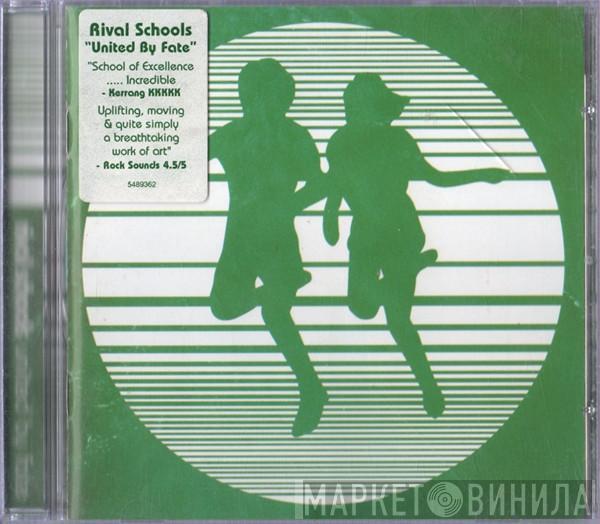 Rival Schools
"United By Fate"
"School of Excellence
..... Incredible
- Kerrang KKKKK
Uplifting, moving
& quite simply
a breathtaking
work of art"
- Rock Sounds 4.5/5
5489362
МАРКЕТ ВИНИЛА